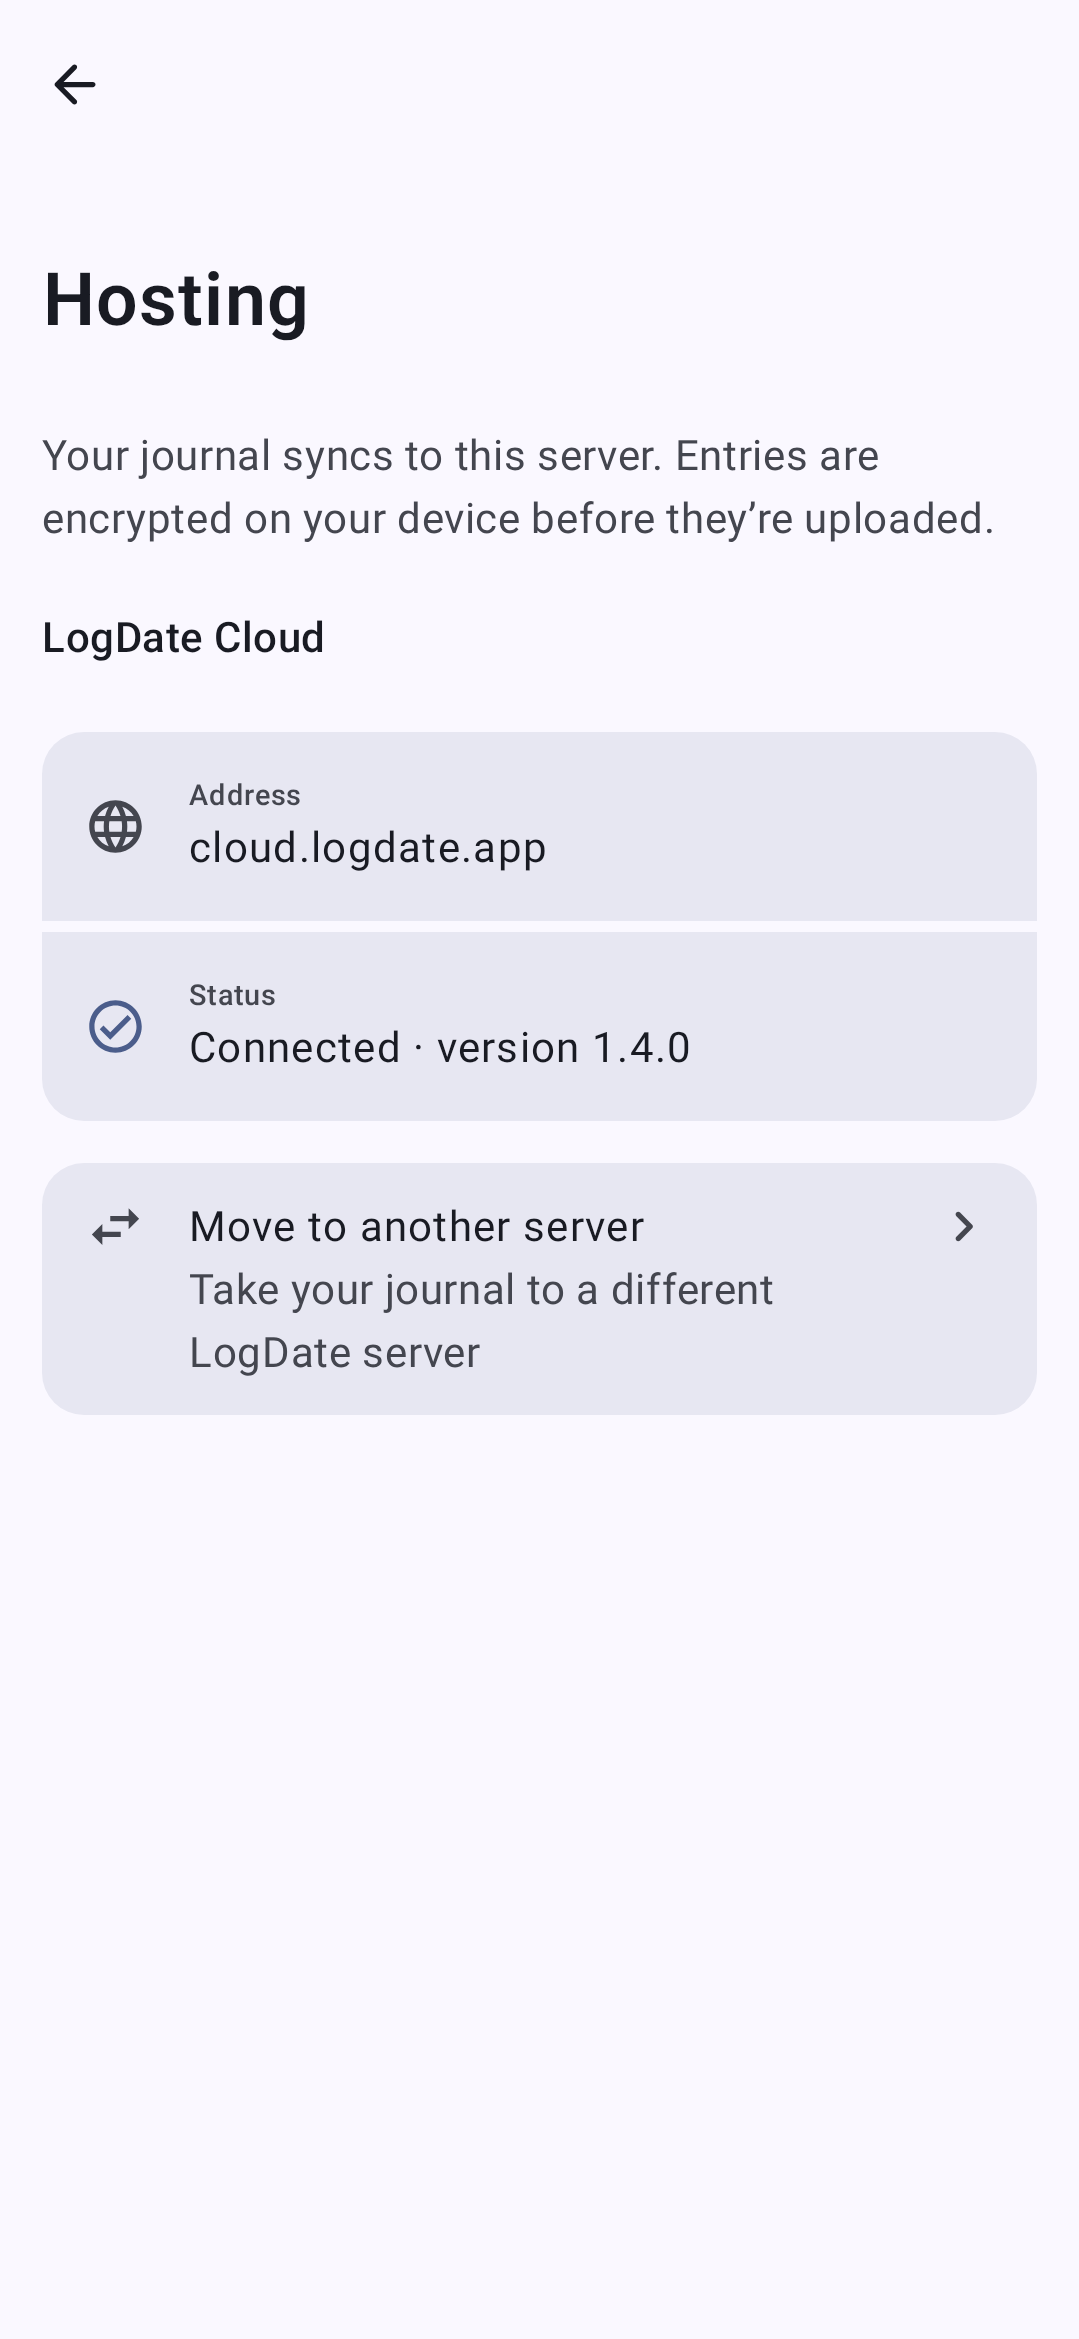 Hosting
Your journal syncs to this server. Entries are
encrypted on your device before they’re uploaded.
LogDate Cloud
Address
cloud.logdate.app
Status
Connected · version 1.4.0
Move to another server
Take your journal to a different
LogDate server